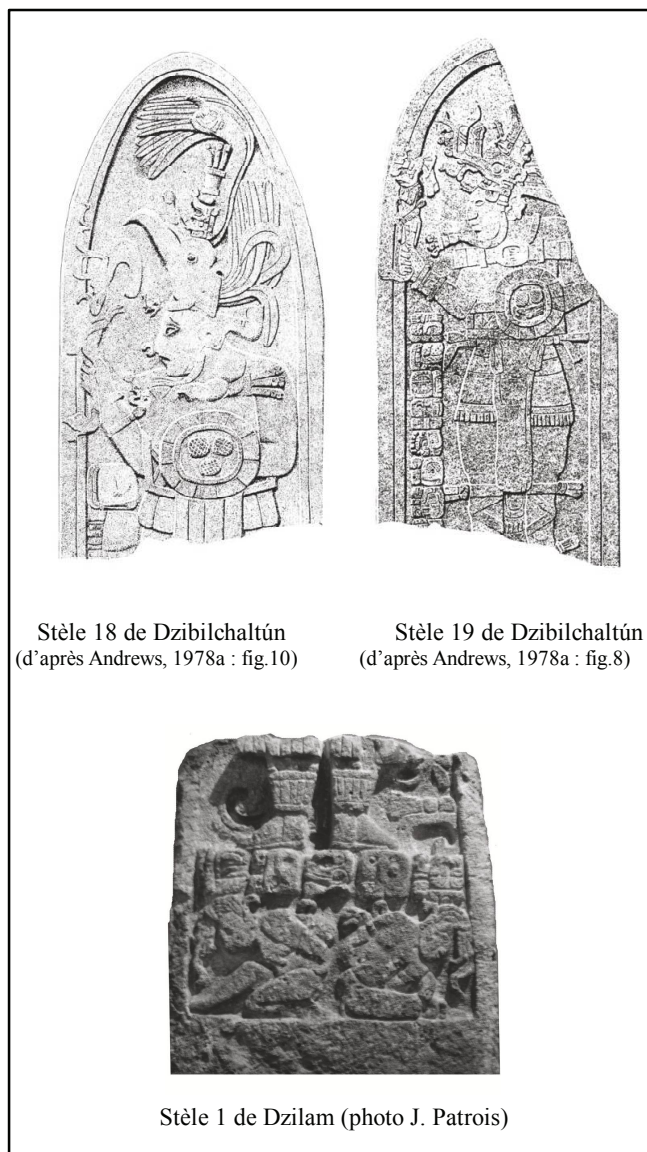 Stèle 18 de Dzibilchaltún
(d'après Andrews, 1978a : fig.10)
Stèle 19 de Dzibilchaltún
(d'après Andrews, 1978a : fig.8)
Stèle 1 de Dzilam (photo J. Patrois)